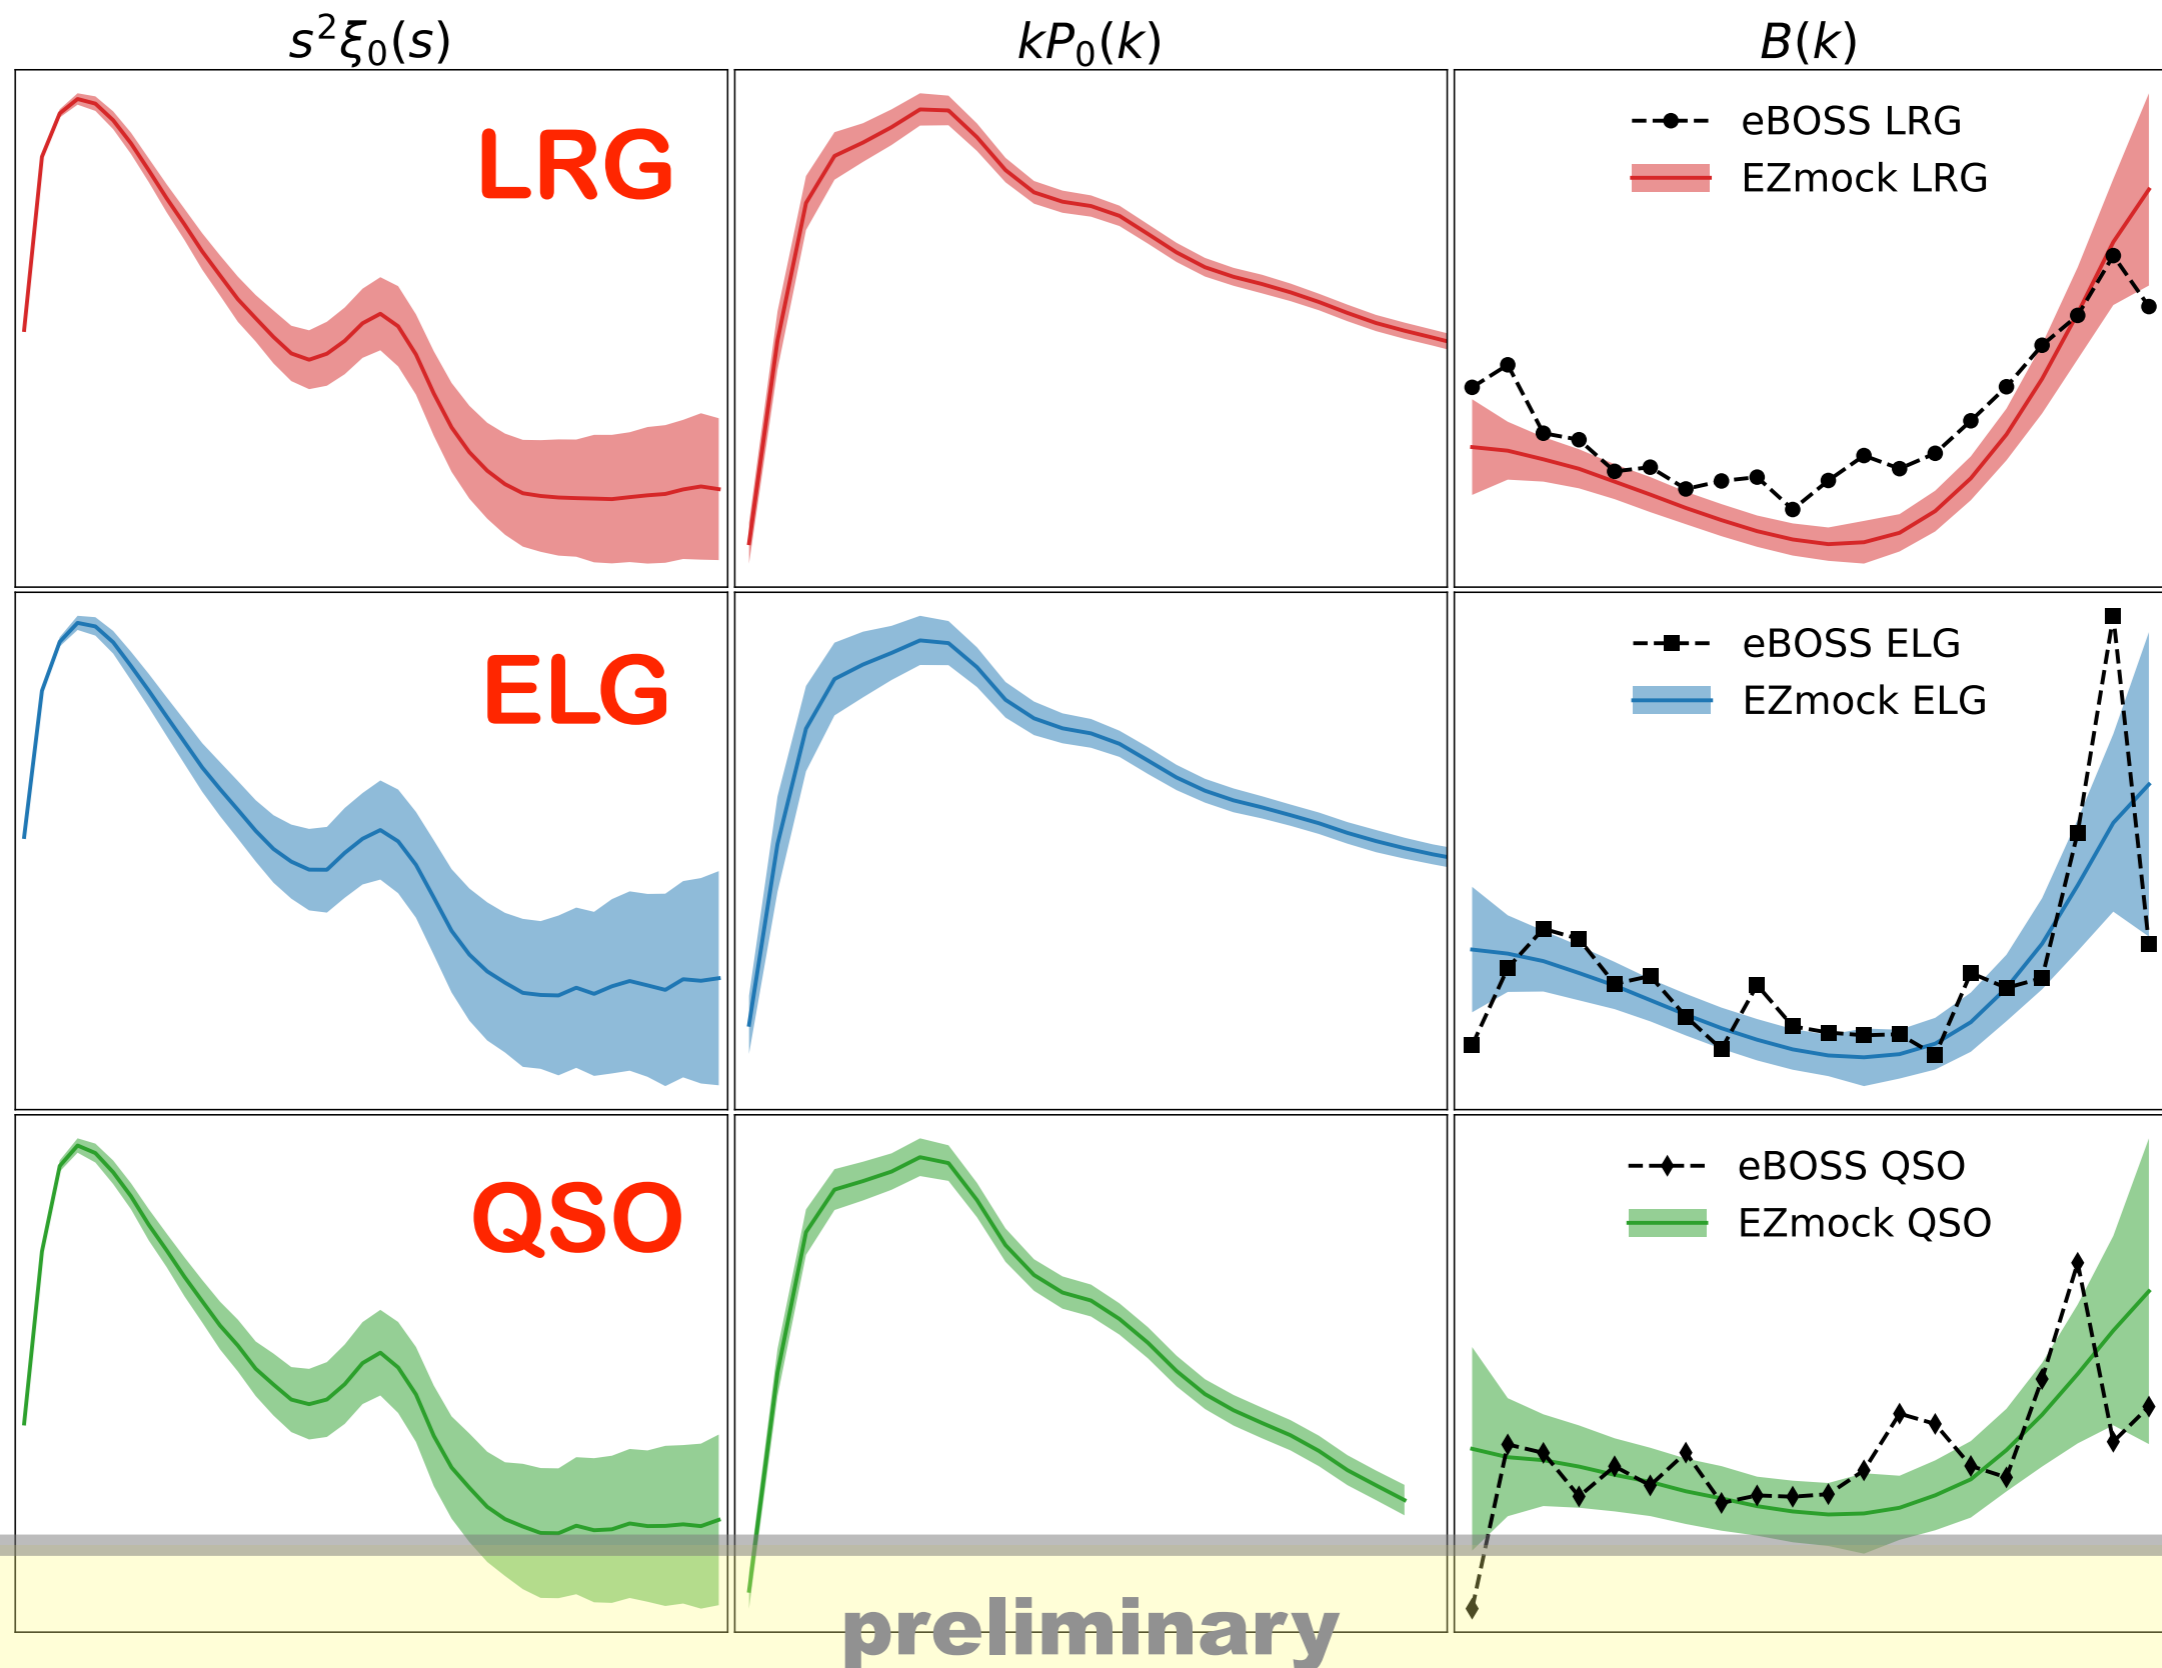 s²ξ₀(s) kP₀(k) B(k)
LRG
eBOSS LRG
EZmock LRG
ELG
eBOSS ELG
EZmock ELG
QSO
eBOSS QSO
EZmock QSO
preliminary